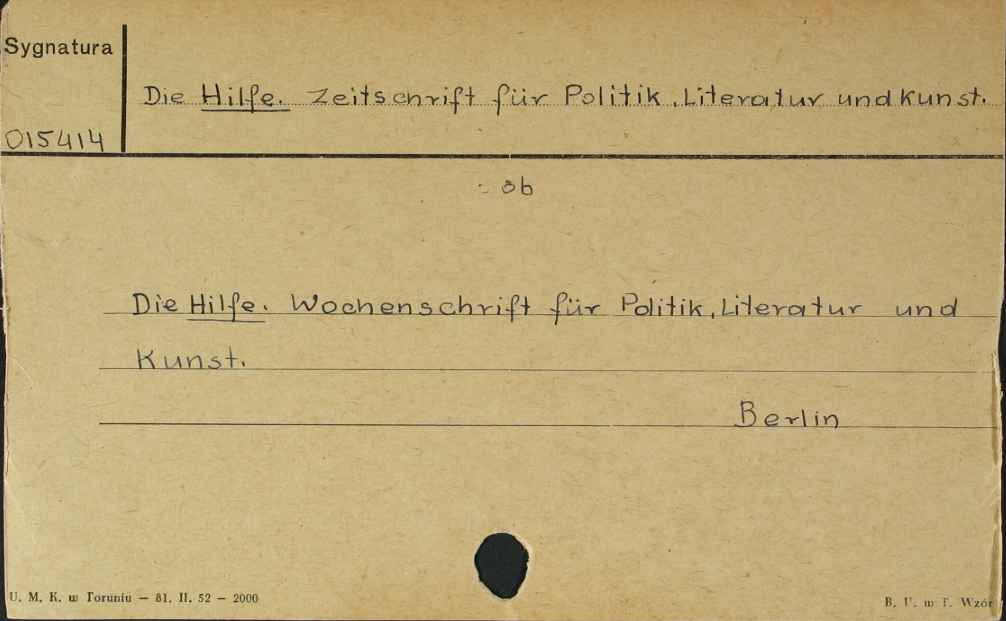 Sygnatura
Die Hilfe. Zeitschrift für Politik, Literatur und Kunst.
015414
ob
Die Hilfe. Wochenschrift für Politik, Literatur und
Kunst.
Berlin
U. M. K. w Toruniu — 81. II. 52 — 2000
B. U. w T. Wzór